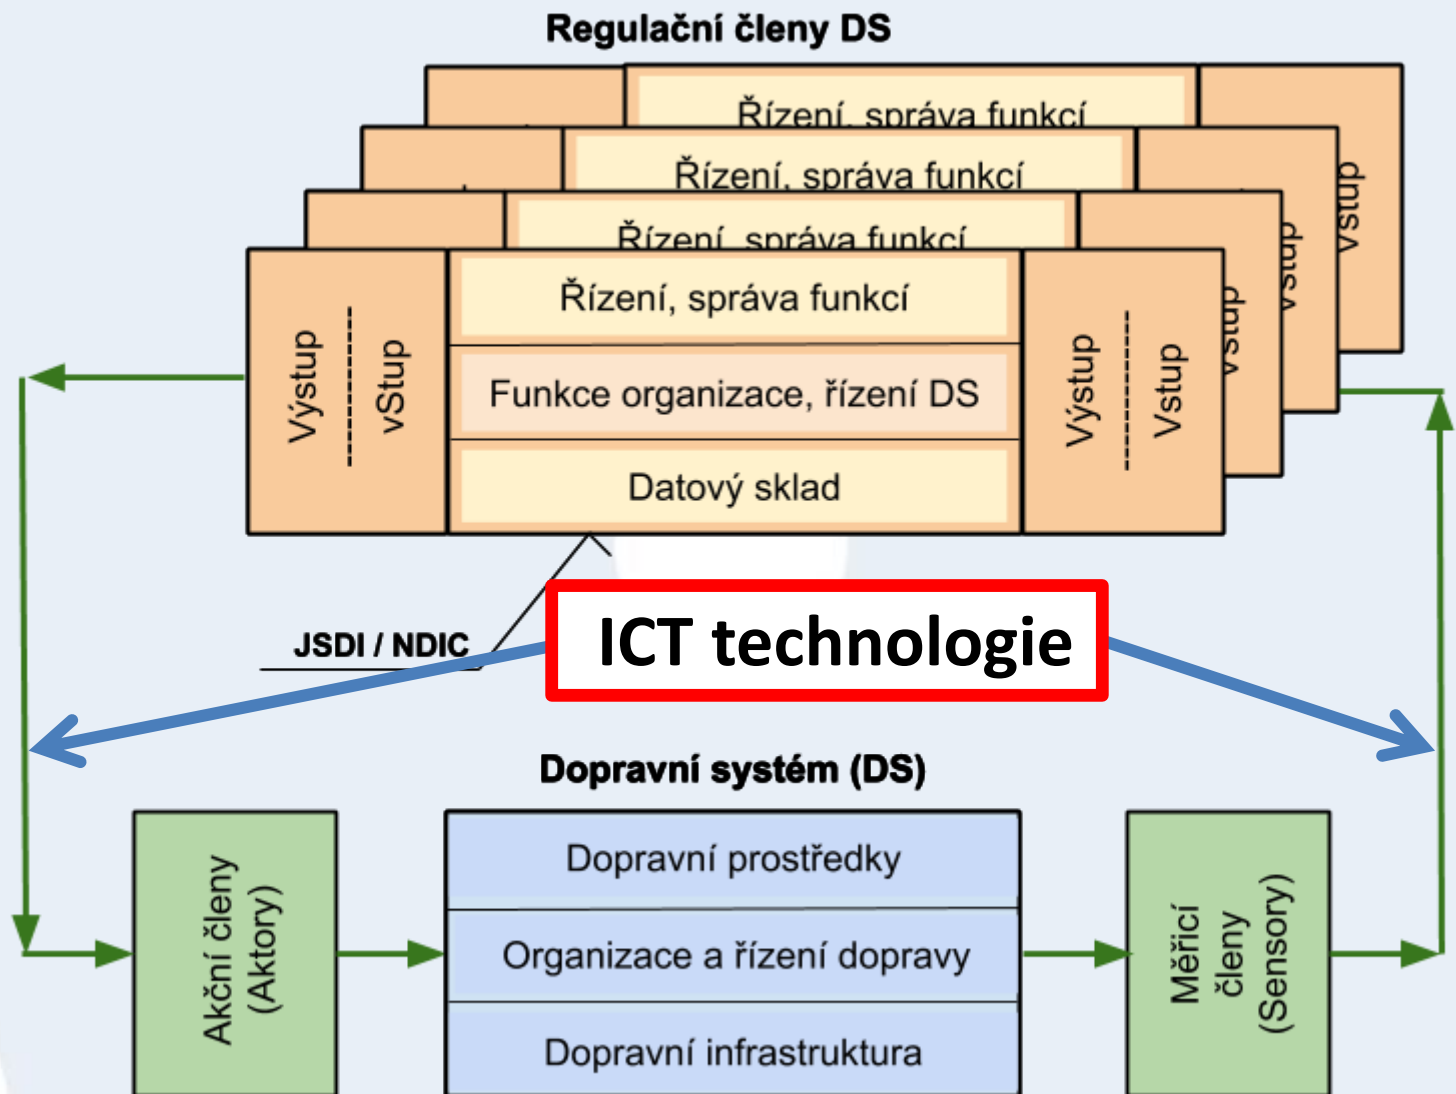 Regulační členy DS
Řízení, správa funkcí
Řízení, správa funkcí
Řízení, správa funkcí
Řízení, správa funkcí
Funkce organizace, řízení DS
Datový sklad
Výstup
vStup
Výstup
Vstup
Vstup
Vstup
Vstup
JSDI / NDIC
ICT technologie
Dopravní systém (DS)
Akční členy
(Aktory)
Dopravní prostředky
Organizace a řízení dopravy
Dopravní infrastruktura
Měřicí
členy
(Sensory)